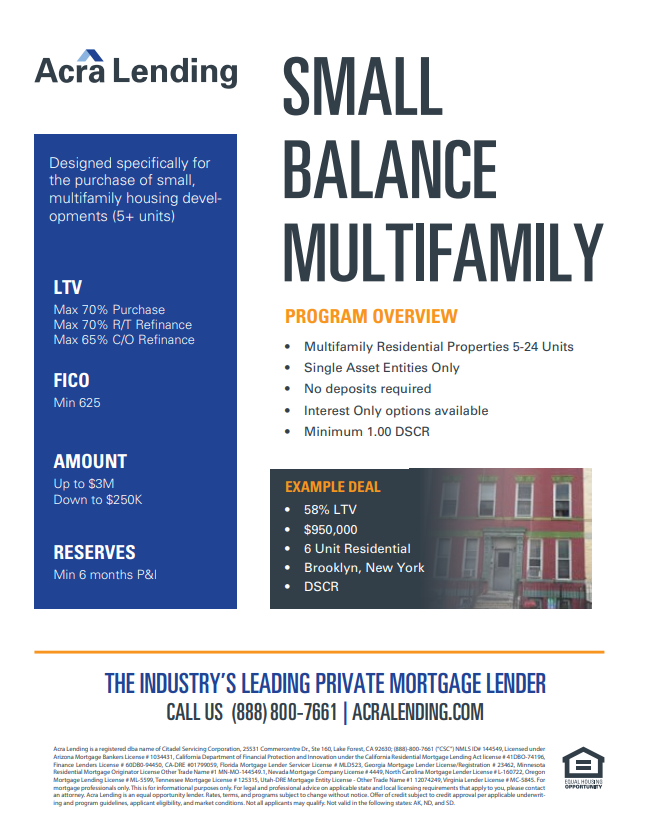 Acra Lending
SMALL
BALANCE
MULTIFAMILY
Designed specifically for
the purchase of small,
multifamily housing devel-
opments (5+ units)
LTV
Max 70% Purchase
Max 70% R/T Refinance
Max 65% C/O Refinance
FICO
Min 625
AMOUNT
Up to $3M
Down to $250K
RESERVES
Min 6 months P&I
PROGRAM OVERVIEW
• Multifamily Residential Properties 5-24 Units
• Single Asset Entities Only
• No deposits required
• Interest Only options available
• Minimum 1.00 DSCR
EXAMPLE DEAL
• 58% LTV
• $950,000
• 6 Unit Residential
• Brooklyn, New York
• DSCR
THE INDUSTRY'S LEADING PRIVATE MORTGAGE LENDER
CALL US (888) 800-7661 | ACRALENDING.COM
Acra Lending is a registered dba name of Citadel Servicing Corporation, 25531 Commercentre Dr., Ste 160, Lake Forest, CA 92630; (888)-800-7661 ("CSC") NMLS ID# 144549, Licensed under
Arizona Mortgage Bankers License # 1034431, California Department of Financial Protection and Innovation under the California Residential Mortgage Lending Act license # 41DBO-74196,
Finance Lenders License # 60DBO-94450, CA-DRE #01799059, Florida Mortgage Lender Servicer License # MLD523, Georgia Mortgage Lender License/Registration # 23462, Minnesota
Residential Mortgage Originator License Other Trade Name #1 MN-MO-144549.1, Nevada Mortgage Company License # 4449, North Carolina Mortgage Lender License # L-160722, Oregon
Mortgage Lending License # ML-5599, Tennessee Mortgage License # 125315, Utah-DRE Mortgage Entity License - Other Trade Name #1 12074249, Virginia Lender License # MC-5845. For
mortgage professionals only. This is for informational purposes only. For legal and professional advice on applicable state and local licensing requirements that apply to you, please contact
an attorney. Acra Lending is an equal opportunity lender. Rates, terms, and programs subject to change without notice. Offer of credit subject to credit approval per applicable underwrit-
ing and program guidelines, applicant eligibility, and market conditions. Not all applicants may qualify. Not valid in the following states: AK, ND, and SD.
EQUAL HOUSING
OPPORTUNITY